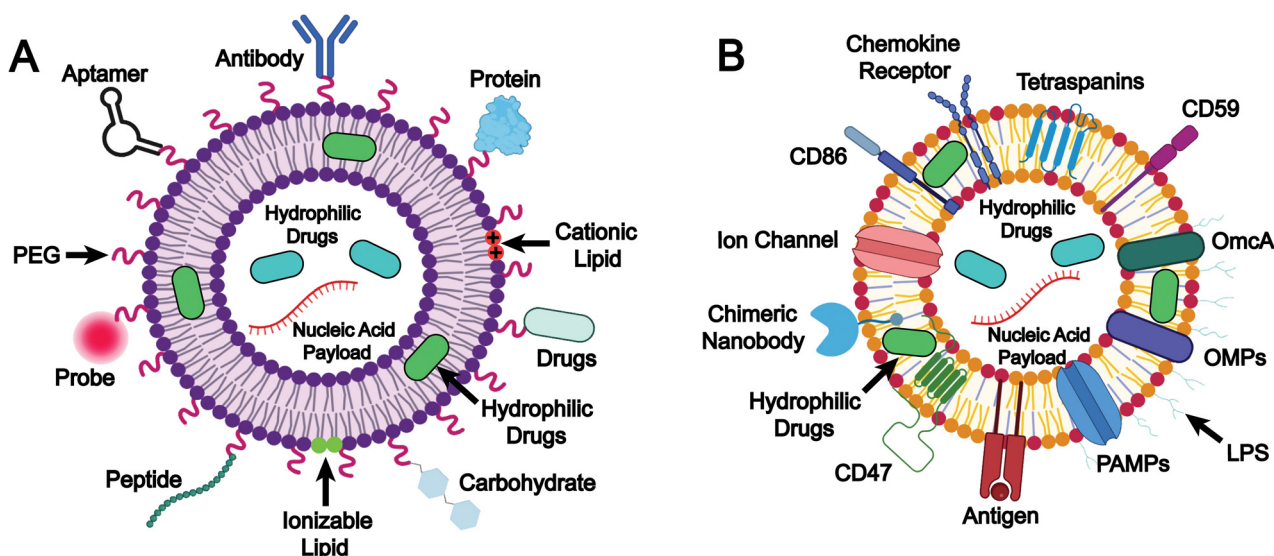 A
Aptamer
Antibody
Protein
PEG
Hydrophilic
Drugs
Cationic
Lipid
+
+
Nucleic Acid
Payload
Probe
Drugs
Hydrophilic
Drugs
Peptide
Ionizable
Lipid
Carbohydrate
B
Chemokine
Receptor
Tetraspanins
CD59
CD86
Hydrophilic
Drugs
Ion Channel
OmcA
Chimeric
Nanobody
Nucleic Acid
Payload
OMPs
Hydrophilic
Drugs
CD47
Antigen
PAMPs
LPS